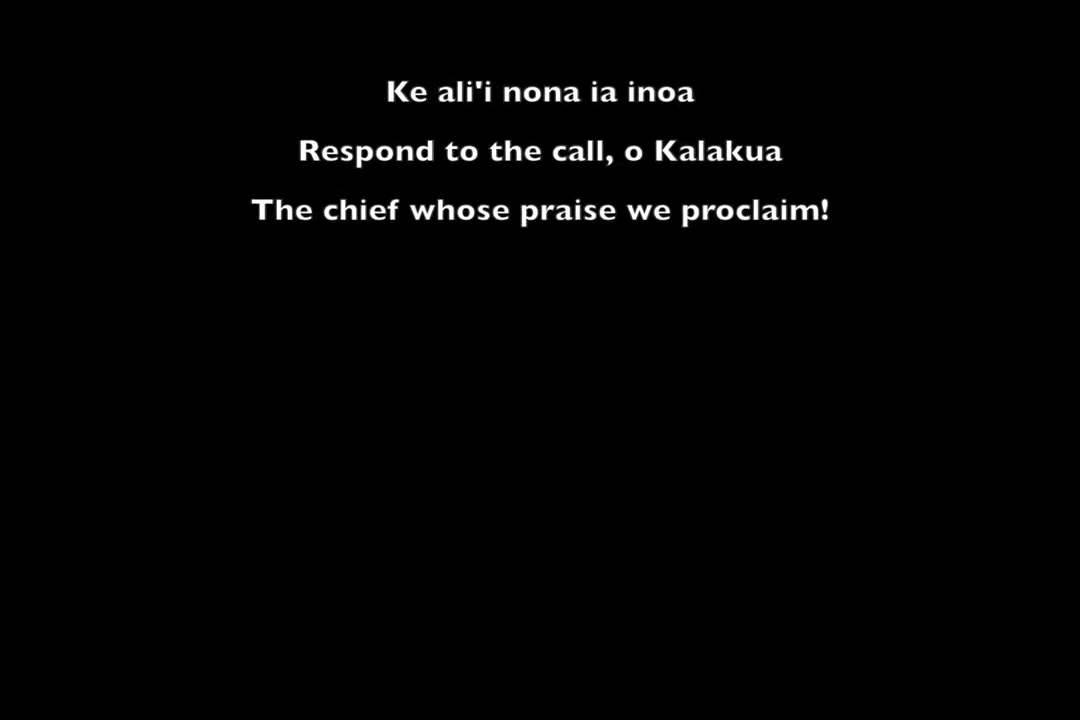 Ke ali'i nona ia inoa
Respond to the call, o Kalakua
The chief whose praise we proclaim!